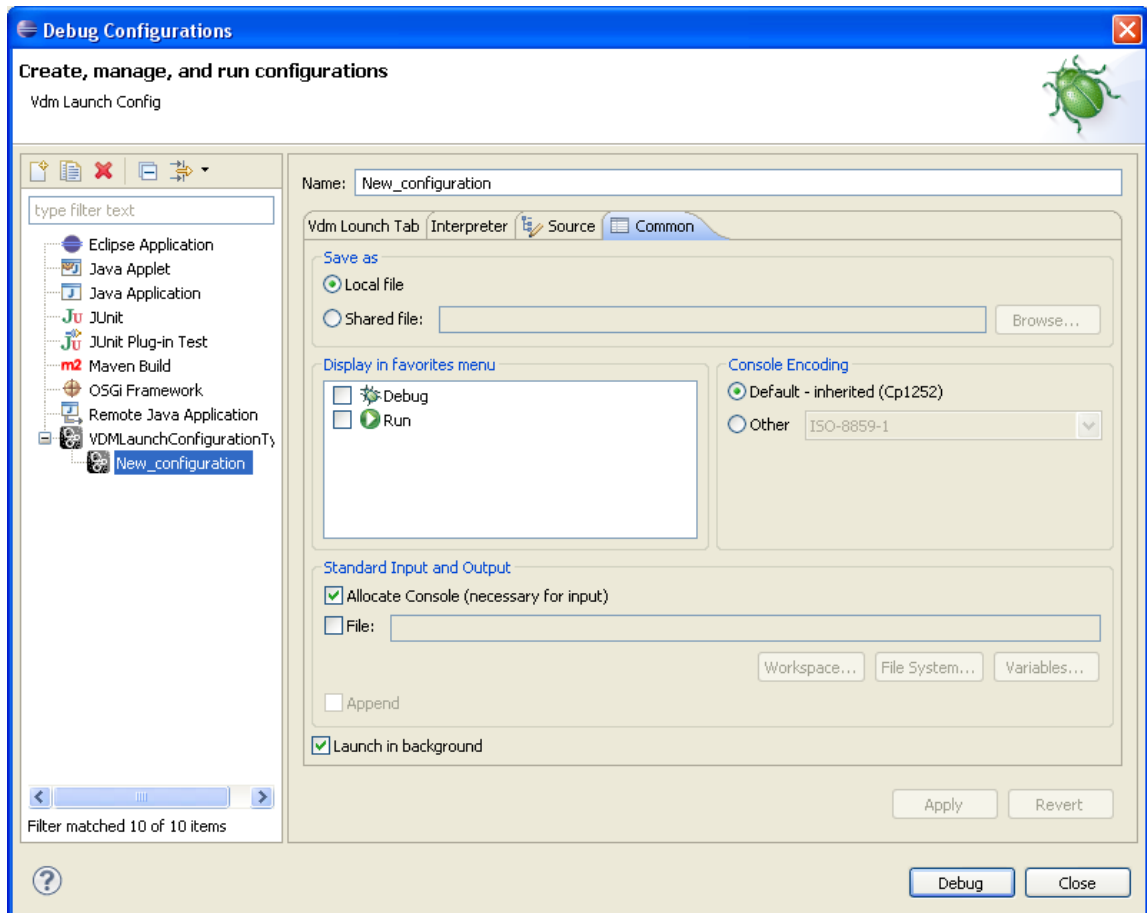 Debug Configurations
Create, manage, and run configurations
Vdm Launch Config
type filter text
Eclipse Application
Java Applet
Java Application
JUnit
JUnit Plug-in Test
m2 Maven Build
OSGi Framework
Remote Java Application
VDMLaunchConfigurationTy
New_configuration
Filter matched 10 of 10 items
Name: New_configuration
Vdm Lounch Tab Interpreter Source Common
Save as
Local file
Shared file: Browse...
Display in favorites menu
Debug
Run
Console Encoding
Default - inherited (Cp1252)
Other ISO-8859-1
Standard Input and Output
Allocate Console (necessary for input)
File:
Workspace... File System... Variables...
Append
Launch in background
Apply Revert
Debug Close